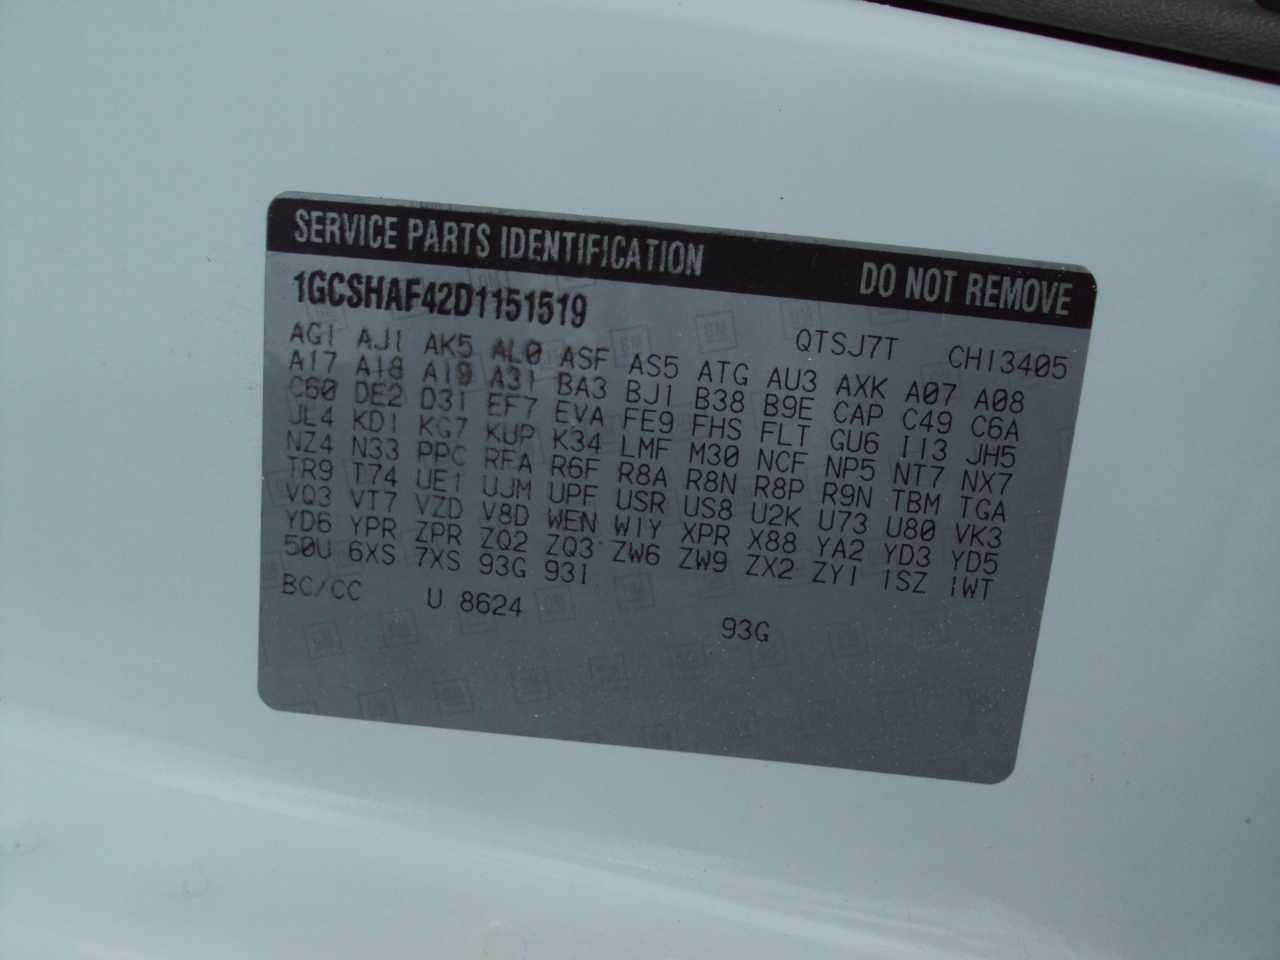 SERVICE PARTS IDENTIFICATION DO NOT REMOVE
1GCSHAF42D1151519
QTSJ7T CH13405
AG1 AJ1 AK5 AL0 ASF AS5 ATG AU3 AXK A07 A08
A17 A18 A19 A31 BA3 BJ1 B38 B9E CAP C49 C6A
C60 DE2 D31 EF7 EVA FE9 FHS FLT GU6 I13 JH5
JL4 KD1 KG7 KUP K34 LMF M30 NCF NP5 NT7 NX7
NZ4 N33 PPC RFA R6F R8A R8N R8P R9N TBM TGA
TR9 T74 UE1 UJM UPF USR US8 U2K U73 U80 VK3
VQ3 VT7 VZD V8D WEN W1Y XPR X88 YA2 YD3 YD5
YD6 YPR ZPR ZQ2 ZQ3 ZW6 ZW9 ZX2 ZY1 1SZ 1WT
50U 6XS 7XS 93G 93I
BC/CC U 8624 93G